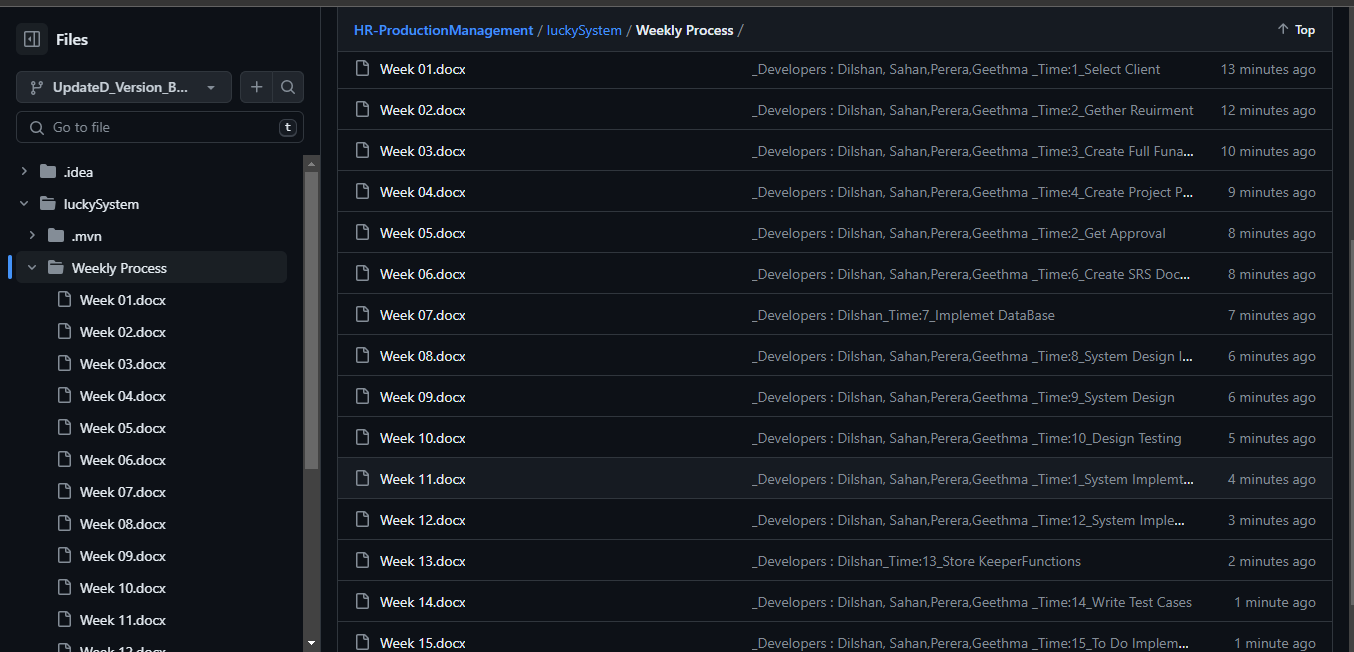 Files
UpdateD_Version_B...
Go to file
t
.idea
luckySystem
.mvn
Weekly Process
Week 01.docx
Week 02.docx
Week 03.docx
Week 04.docx
Week 05.docx
Week 06.docx
Week 07.docx
Week 08.docx
Week 09.docx
Week 10.docx
Week 11.docx
Week 12.docx
HR-ProductionManagement / luckySystem / Weekly Process /
Top
Week 01.docx _Developers : Dilshan, Sahan,Perera,Geethma _Time:1_Select Client 13 minutes ago
Week 02.docx _Developers : Dilshan, Sahan,Perera,Geethma _Time:2_Gether Reuirment 12 minutes ago
Week 03.docx _Developers : Dilshan, Sahan,Perera,Geethma _Time:3_Create Full Funa... 10 minutes ago
Week 04.docx _Developers : Dilshan, Sahan,Perera,Geethma _Time:4_Create Project P... 9 minutes ago
Week 05.docx _Developers : Dilshan, Sahan,Perera,Geethma _Time:2_Get Approval 8 minutes ago
Week 06.docx _Developers : Dilshan, Sahan,Perera,Geethma _Time:6_Create SRS Doc... 8 minutes ago
Week 07.docx _Developers : Dilshan_Time:7_Implemet DataBase 7 minutes ago
Week 08.docx _Developers : Dilshan, Sahan,Perera,Geethma _Time:8_System Design I... 6 minutes ago
Week 09.docx _Developers : Dilshan, Sahan,Perera,Geethma _Time:9_System Design 6 minutes ago
Week 10.docx _Developers : Dilshan, Sahan,Perera,Geethma _Time:10_Design Testing 5 minutes ago
Week 11.docx _Developers : Dilshan, Sahan,Perera,Geethma _Time:1_System Implemt... 4 minutes ago
Week 12.docx _Developers : Dilshan, Sahan,Perera,Geethma _Time:12_System Imple... 3 minutes ago
Week 13.docx _Developers : Dilshan_Time:13_Store KeeperFunctions 2 minutes ago
Week 14.docx _Developers : Dilshan, Sahan,Perera,Geethma _Time:14_Write Test Cases 1 minute ago
Week 15.docx _Developers : Dilshan, Sahan,Perera,Geethma _Time:15_To Do Implem... 1 minute ago